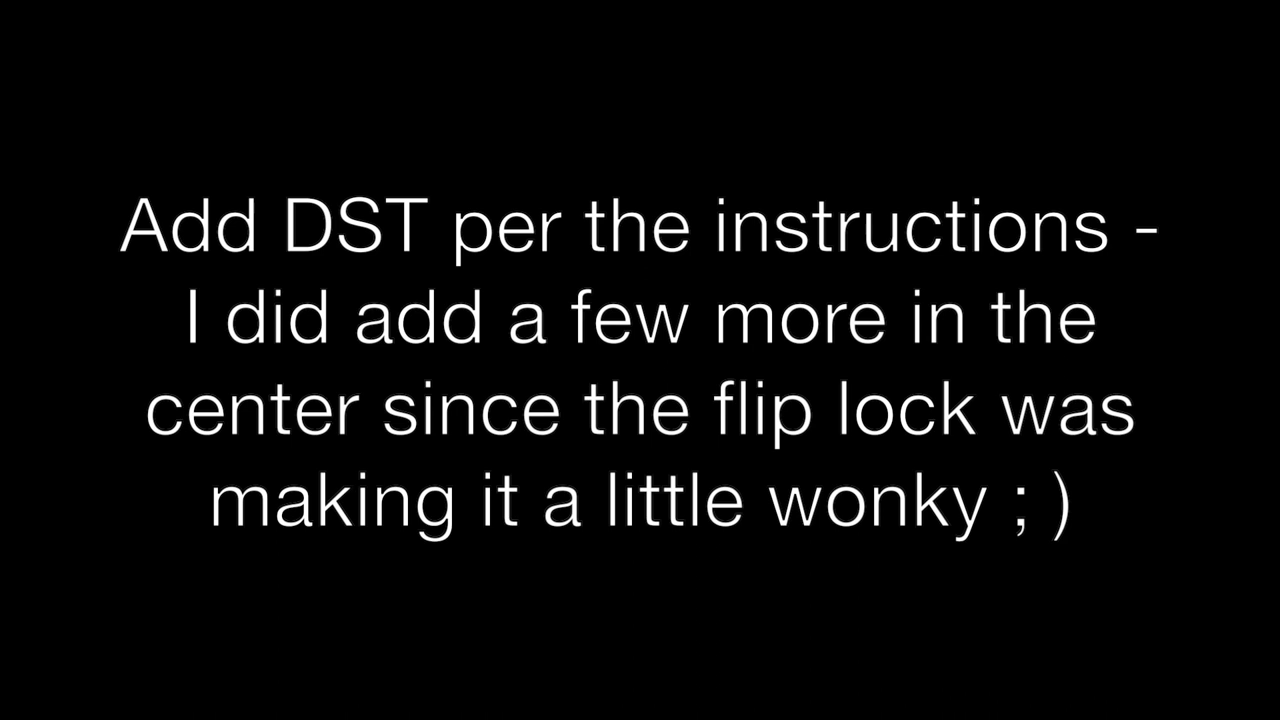 Add DST per the instructions -
I did add a few more in the
center since the flip lock was
making it a little wonky ; )